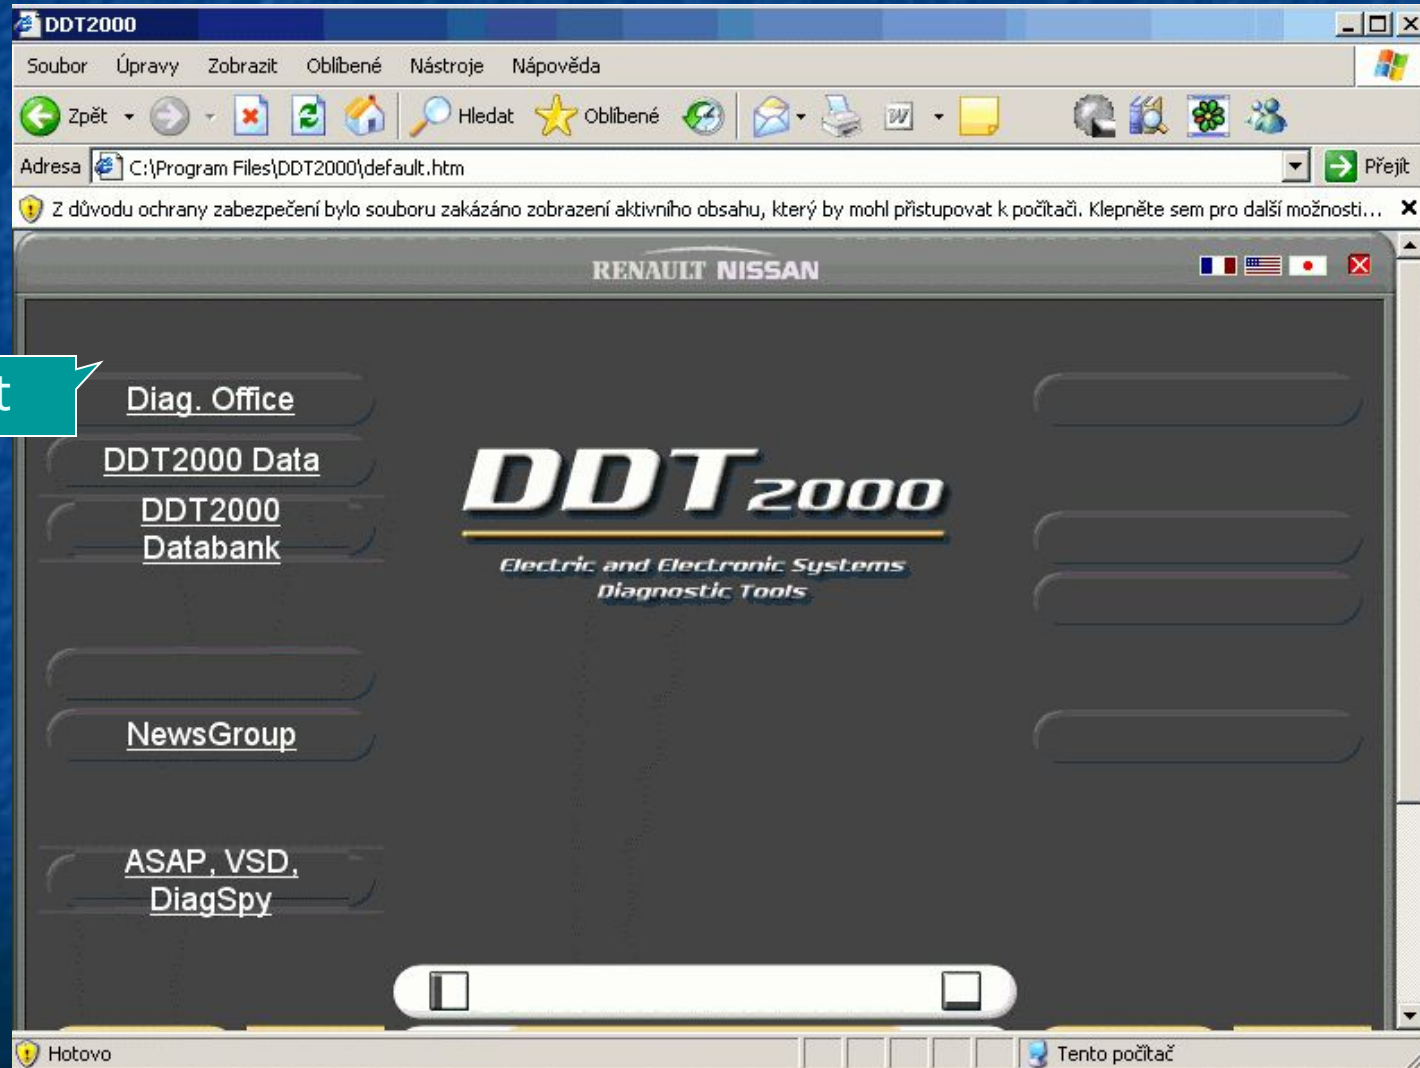 DDT2000
Soubor Úpravy Zobrazit Oblíbené Nástroje Nápověda
Zpět Hledat Oblíbené
Adresa C:\Program Files\DDT2000\default.htm Přejít
Z důvodu ochrany zabezpečení bylo souboru zakázáno zobrazení aktivního obsahu, který by mohl přistupovat k počítači. Klepněte sem pro další možnosti...
RENAULT NISSAN
t
Diag. Office
DDT2000 Data
DDT2000
Databank
DDT2000
Electric and Electronic Systems
Diagnostic Tools
NewsGroup
ASAP, VSD,
DiagSpy
Hotovo Tento počítač